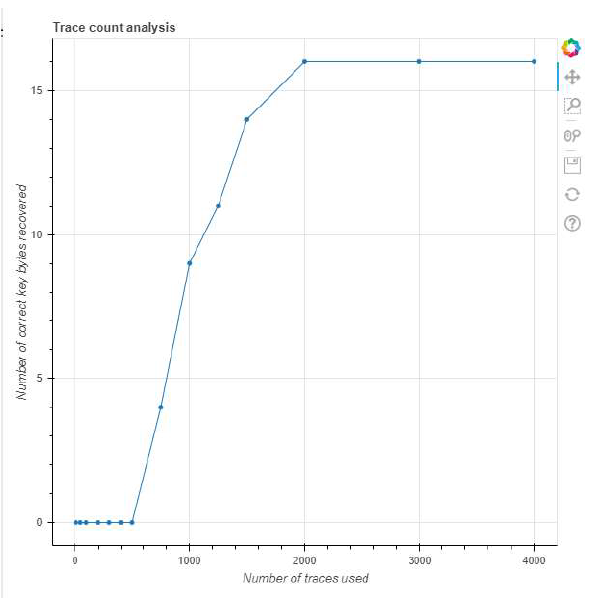 Trace count analysis
15
10
5
0
Number of correct key bytes recovered
0 1000 2000 3000 4000
Number of traces used